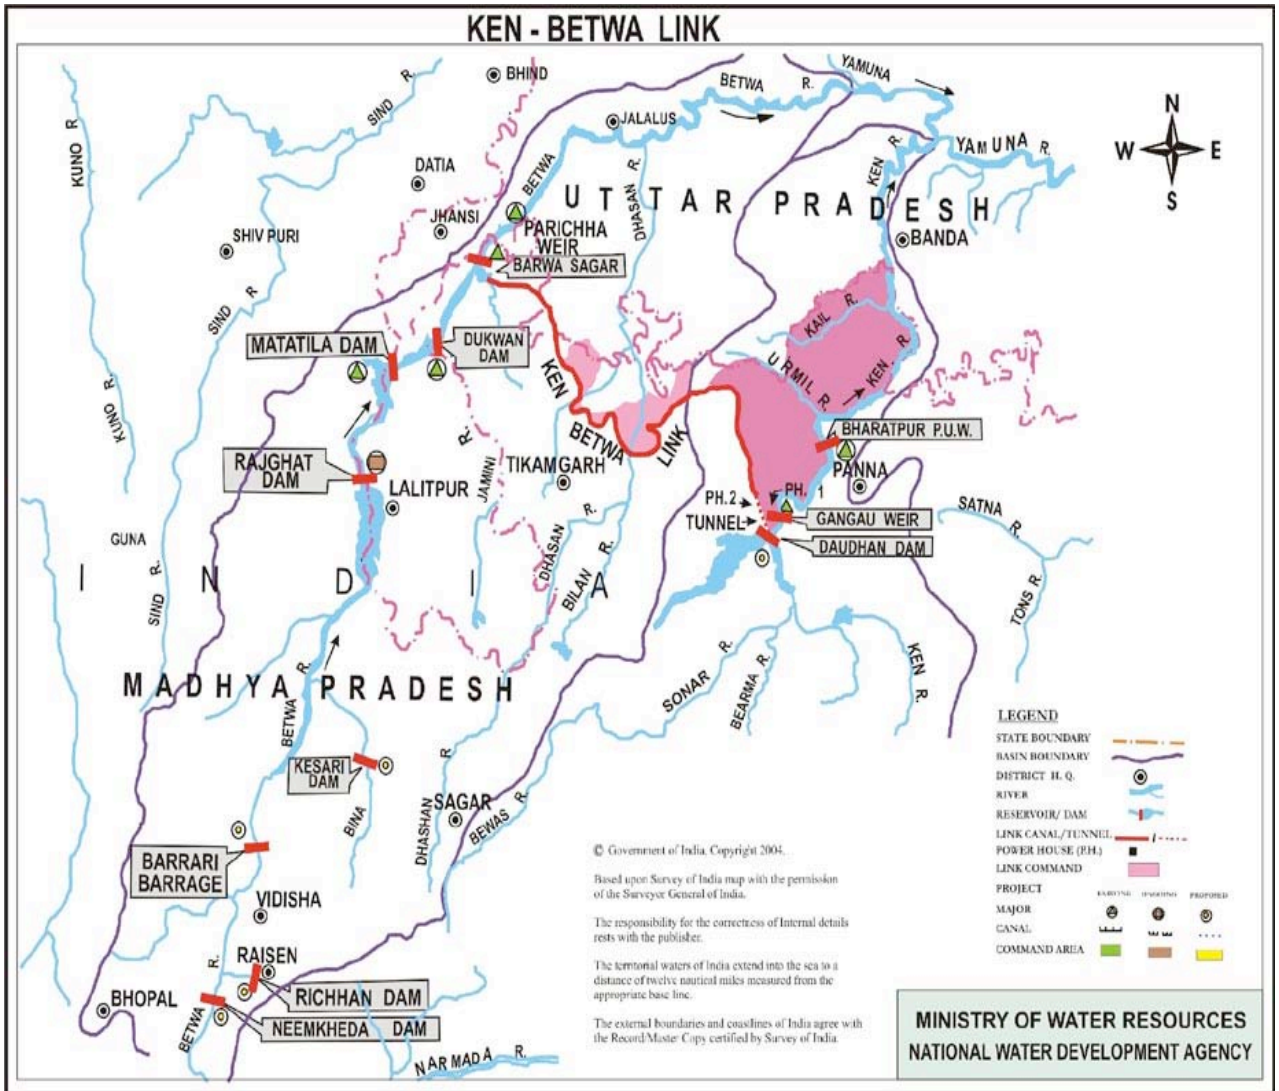 KEN - BETWA LINK
YAMUNA
BETWA R.
BHIND
SIND R.
KUNO R
JALALUS
YAMUNA R.
N
W E
S
DATIA
BETWA
DHASAN R.
KEN R.
UTTAR PRADESH
JHANSI
PARICHHA
WEIR
SHIV PURI
BANDA
BARWA SAGAR
SIND R
KAIL R.
MATATILA DAM
DUKWAN
DAM
KEN
URMIL R.
KEN R.
KUNO R.
BETWA
LINK
BHARATPUR P.U.W.
RAJGHAT
DAM
JAMINI R.
TIKAMGARH
PANNA
LALITPUR
PH.2
PH. 1
TUNNEL
GANGAU WEIR
SATNA R.
DAUDHAN DAM
GUNA
DHASAN R.
BILAN R.
INDIA
SIND R.
TONS R.
MADHYA PRADESH
BETWA R.
SONAR R.
BEARMA R.
KEN R.
KESARI
DAM
BINA
DHASHAN R
SAGAR
BEWAS R.
BARRARI
BARRAGE
VIDISHA
RAISEN
BETWA R.
RICHHAN DAM
BHOPAL
NEEMKHEDA DAM
NARMADA R.
LEGEND
STATE BOUNDARY
BASIN BOUNDARY
DISTRICT H. Q.
RIVER
RESERVOIR/ DAM
LINK CANAL/TUNNEL
POWER HOUSE (P.H.)
LINK COMMAND
PROJECT
MAJOR
CANAL
COMMAND AREA
© Government of India, Copyright 2004.
Based upon Survey of India map with the permission
of the Surveyor General of India.
The responsibility for the correctness of Internal details
rests with the publisher.
The territorial waters of India extend into the sea to a
distance of twelve nautical miles measured from the
appropriate base line.
The external boundaries and coastlines of India agree with
the Record/Master Copy certified by Survey of India.
MINISTRY OF WATER RESOURCES
NATIONAL WATER DEVELOPMENT AGENCY